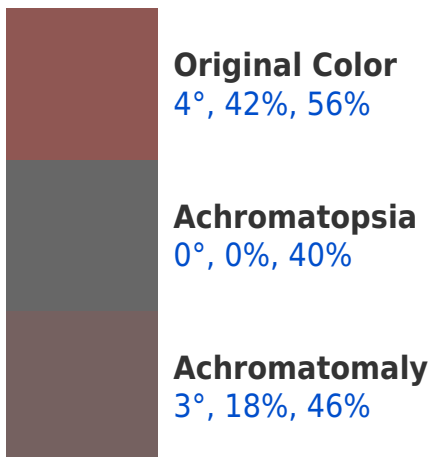 Original Color
4°, 42%, 56%
Achromatopsia
0°, 0%, 40%
Achromatomaly
3°, 18%, 46%